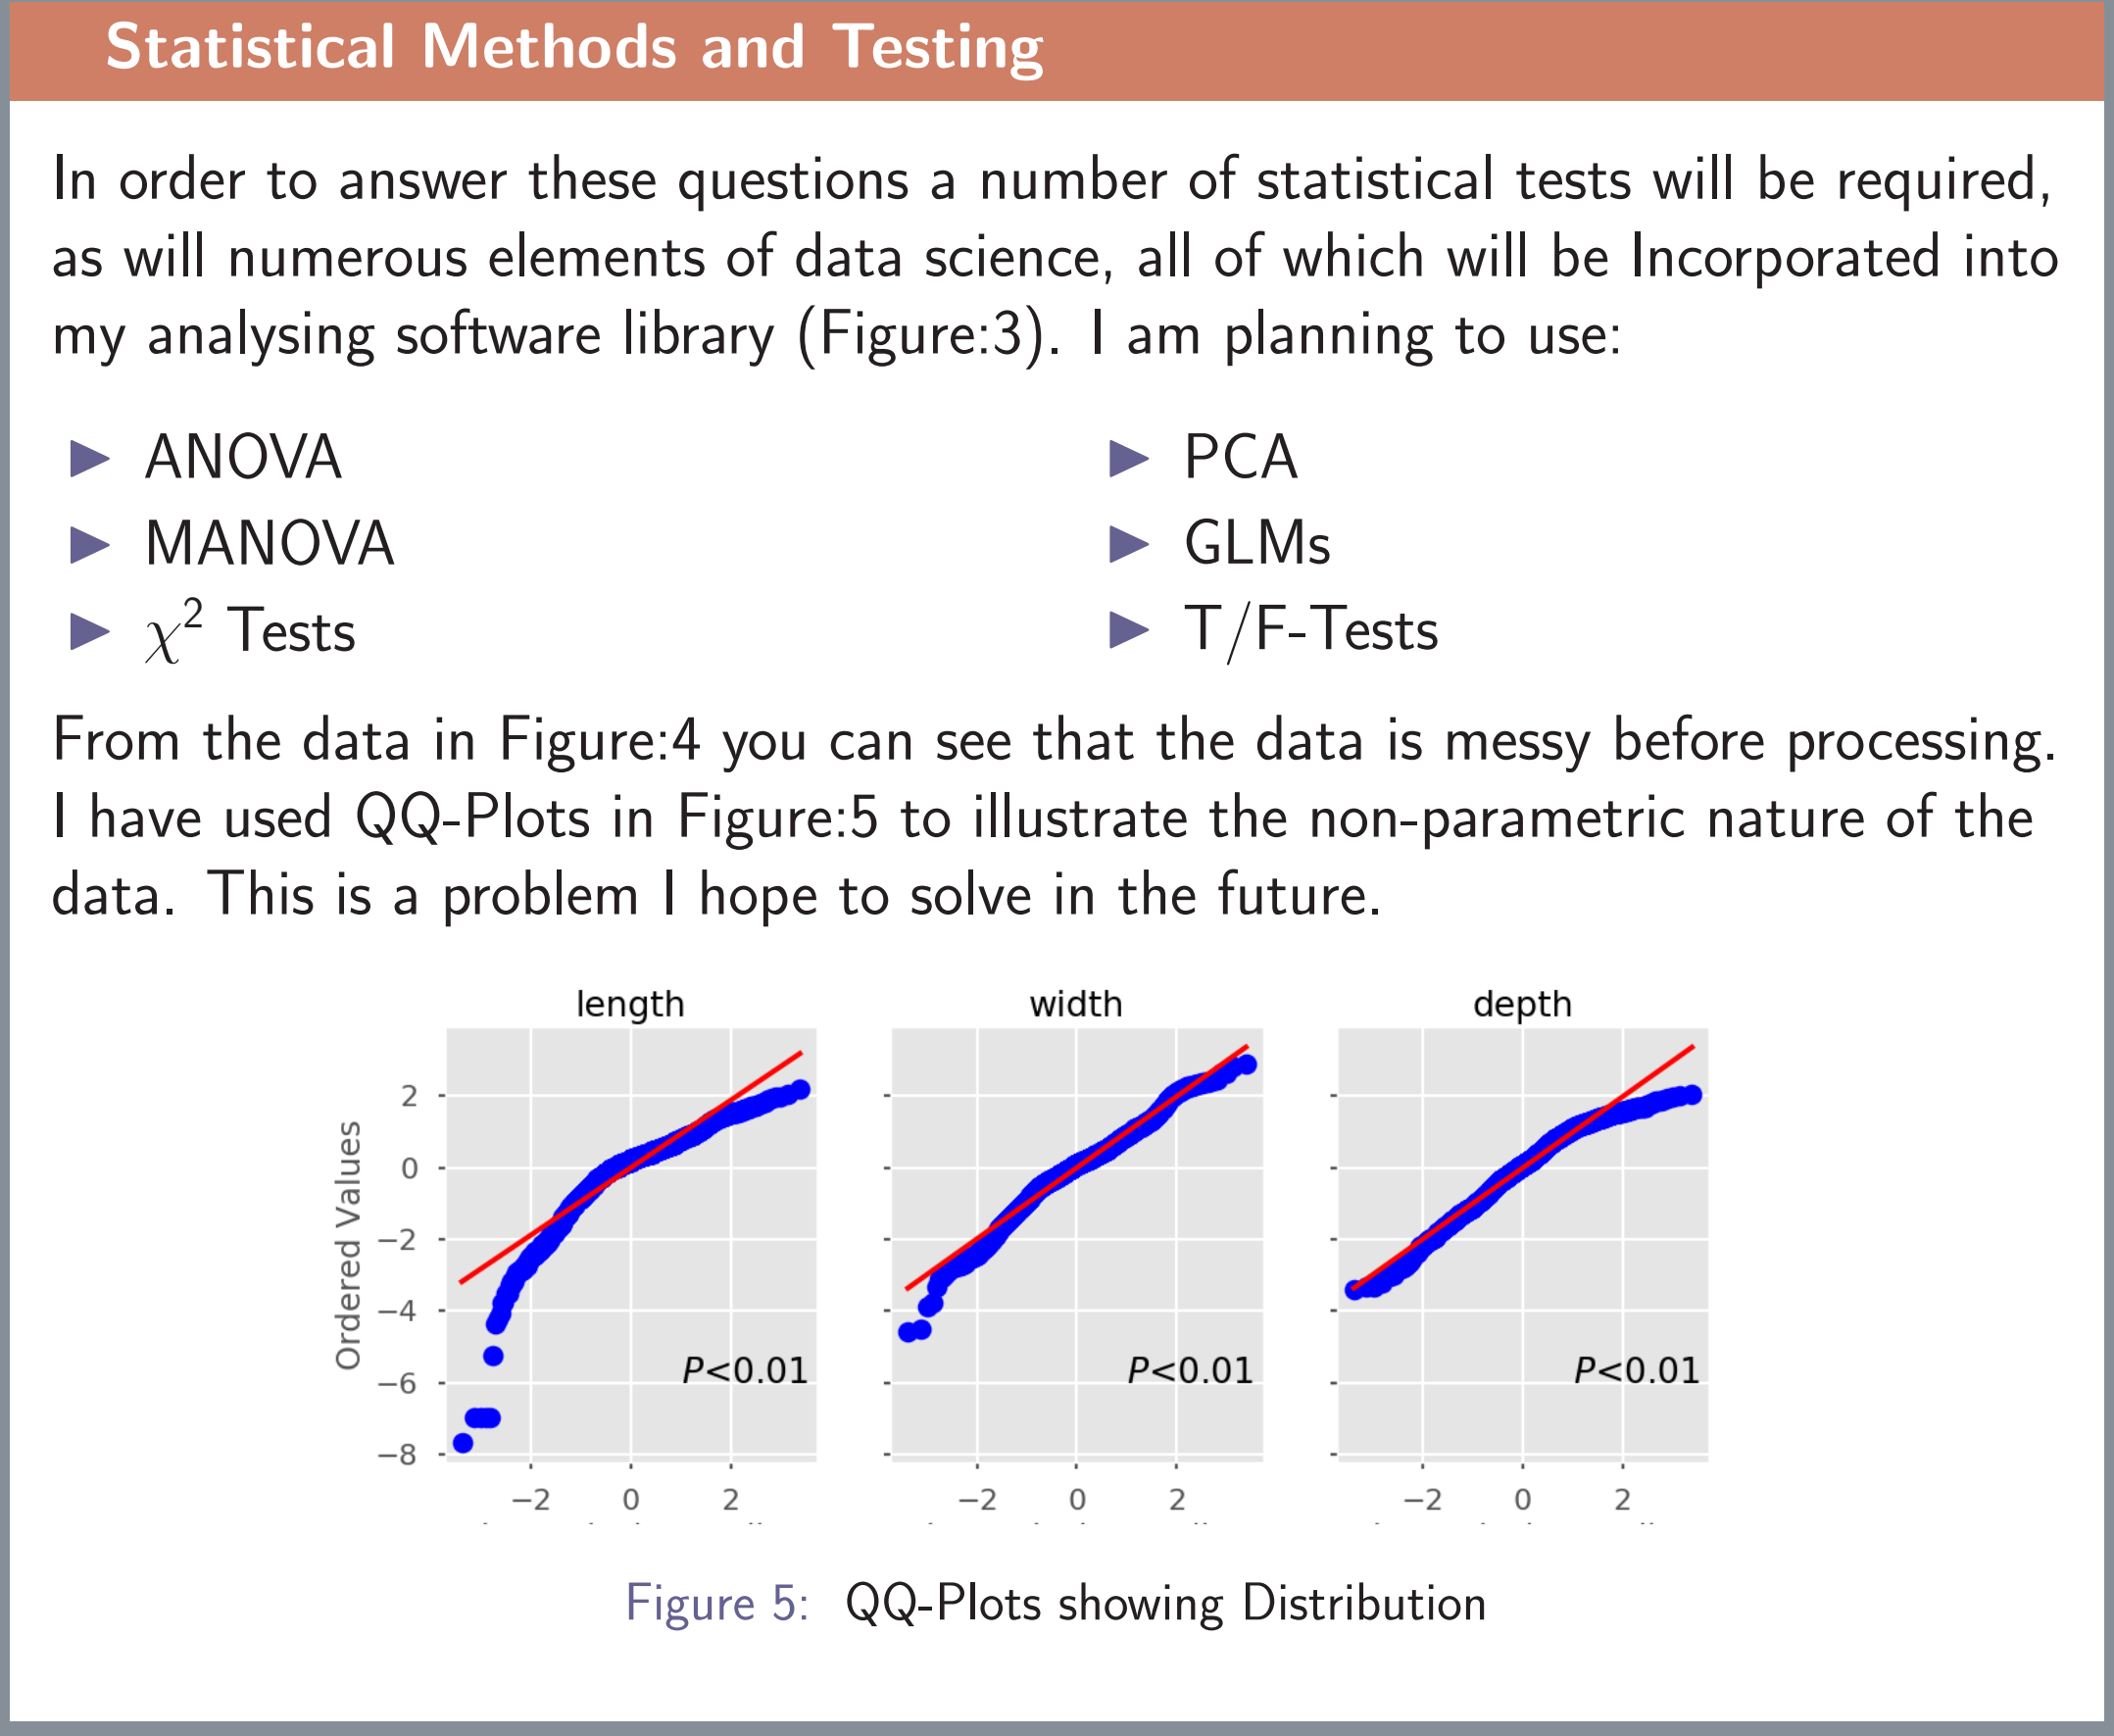 Statistical Methods and Testing
In order to answer these questions a number of statistical tests will be required,
as will numerous elements of data science, all of which will be Incorporated into
my analysing software library (Figure:3). I am planning to use:
▶ ANOVA
▶ MANOVA
▶ χ² Tests
▶ PCA
▶ GLMs
▶ T/F-Tests
From the data in Figure:4 you can see that the data is messy before processing.
I have used QQ-Plots in Figure:5 to illustrate the non-parametric nature of the
data. This is a problem I hope to solve in the future.
length
width
depth
Ordered Values
2
0
−2
−4
−6
−8
P<0.01
P<0.01
P<0.01
−2 0 2
−2 0 2
−2 0 2
Figure 5: QQ-Plots showing Distribution